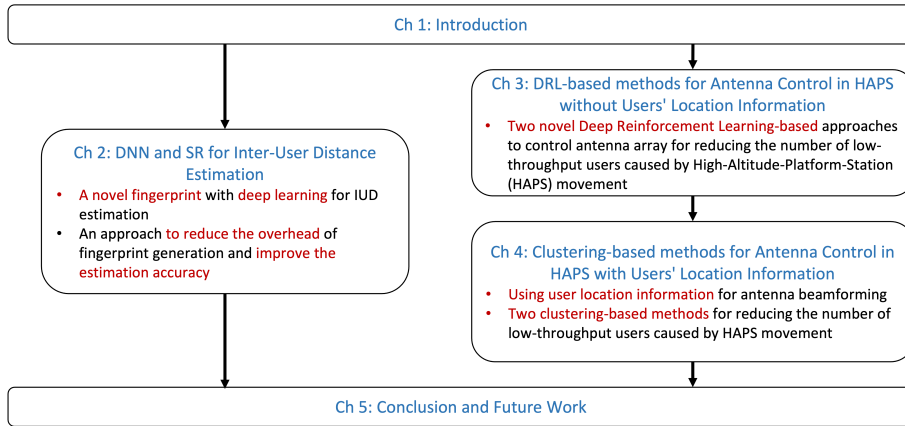 Ch 1: Introduction
Ch 2: DNN and SR for Inter-User Distance
Estimation
• A novel fingerprint with deep learning for IUD
estimation
• An approach to reduce the overhead of
fingerprint generation and improve the
estimation accuracy
Ch 3: DRL-based methods for Antenna Control in HAPS
without Users' Location Information
• Two novel Deep Reinforcement Learning-based approaches
to control antenna array for reducing the number of low-
throughput users caused by High-Altitude-Platform-Station
(HAPS) movement
Ch 4: Clustering-based methods for Antenna Control in
HAPS with Users' Location Information
• Using user location information for antenna beamforming
• Two clustering-based methods for reducing the number of
low-throughput users caused by HAPS movement
Ch 5: Conclusion and Future Work